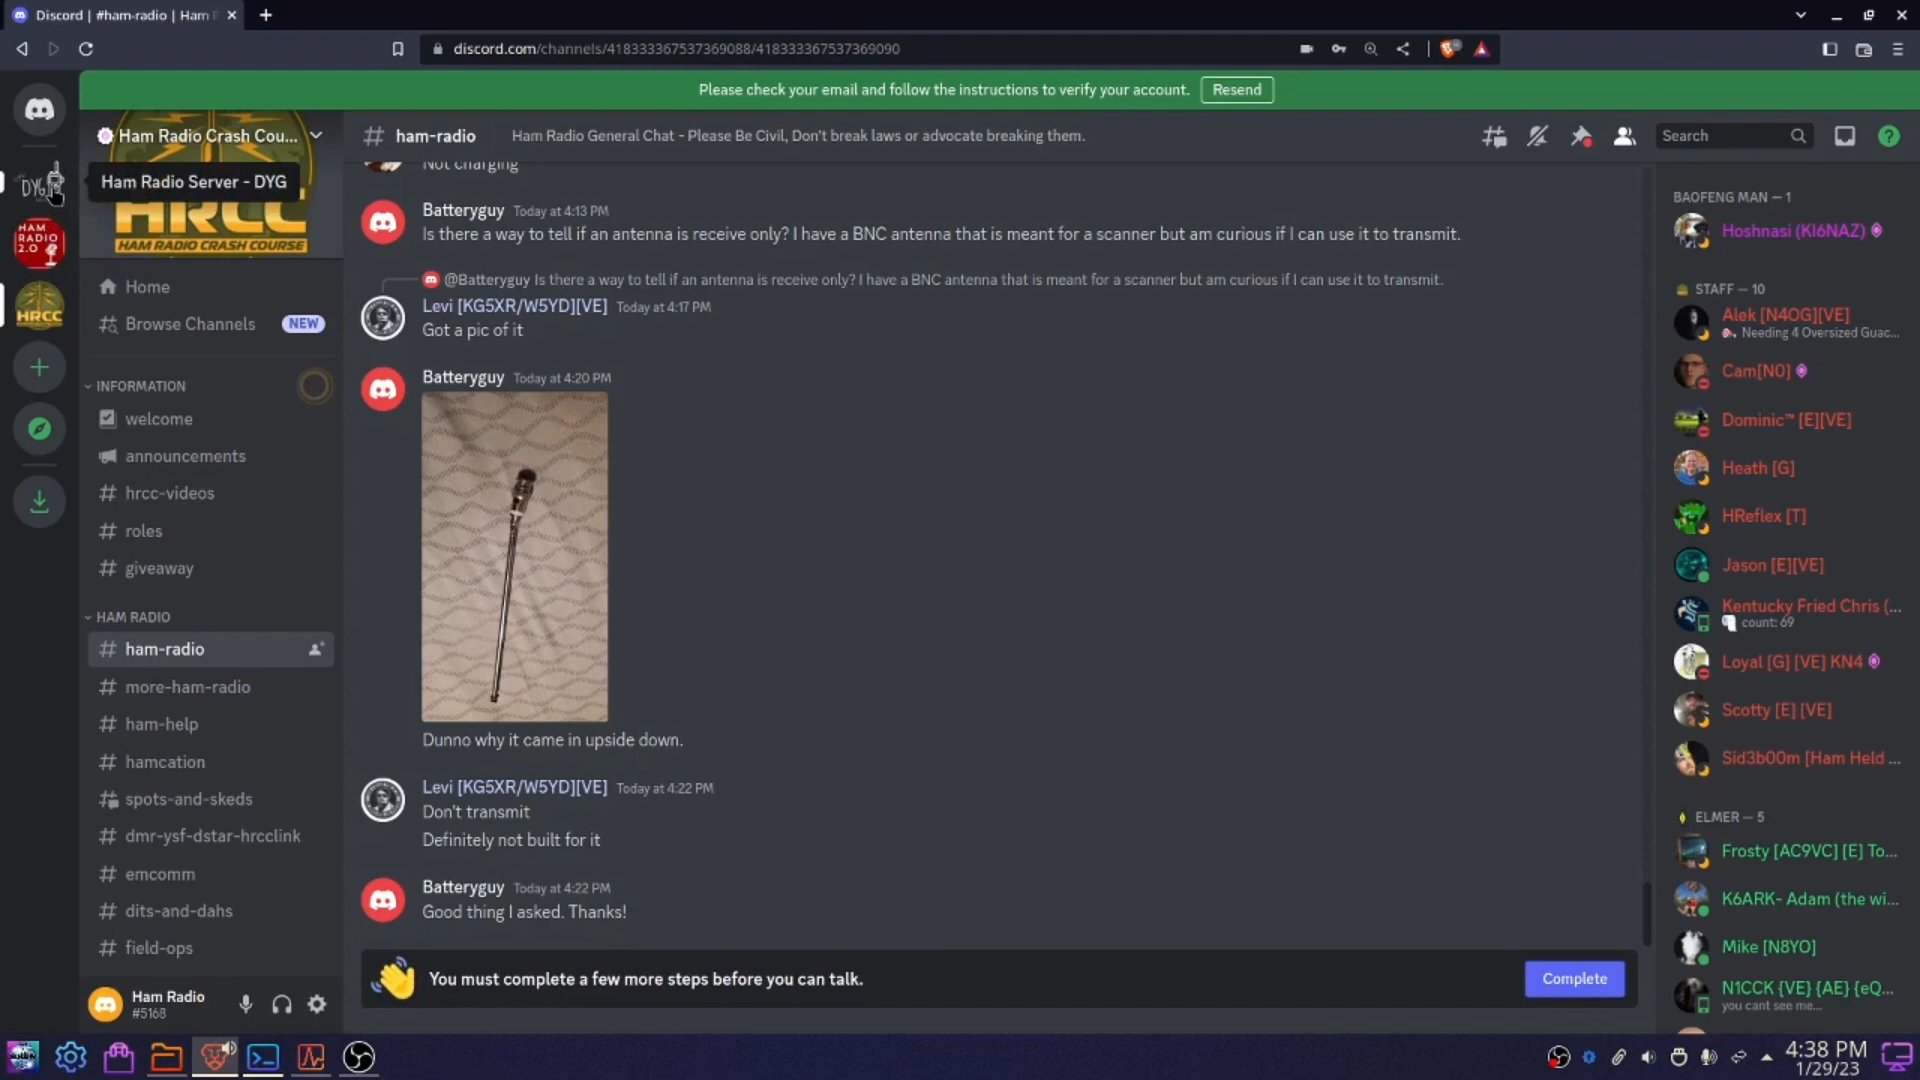 Discord | #ham-radio | Ham
discord.com/channels/418333367537369088/418333367537369090
Please check your email and follow the instructions to verify your account.
Resend
Ham Radio Crash Cou...
ham-radio
Ham Radio General Chat - Please Be Civil, Don't break laws or advocate breaking them.
Search
DYG
Ham Radio Server - DYG
HRCC
HAM RADIO CRASH COURSE
HAM
RADIO
2.0
HRCC
Home
Browse Channels
NEW
INFORMATION
welcome
announcements
hrcc-videos
roles
giveaway
HAM RADIO
ham-radio
more-ham-radio
ham-help
hamcation
spots-and-skeds
dmr-ysf-dstar-hrcclink
emcomm
dits-and-dahs
field-ops
Ham Radio
#5168
Not charging
Batteryguy Today at 4:13 PM
Is there a way to tell if an antenna is receive only? I have a BNC antenna that is meant for a scanner but am curious if I can use it to transmit.
@Batteryguy Is there a way to tell if an antenna is receive only? I have a BNC antenna that is meant for a scanner but am curious if I can use it to transmit.
Levi [KG5XR/W5YD][VE] Today at 4:17 PM
Got a pic of it
Batteryguy Today at 4:20 PM
Dunno why it came in upside down.
Levi [KG5XR/W5YD][VE] Today at 4:22 PM
Don't transmit
Definitely not built for it
Batteryguy Today at 4:22 PM
Good thing I asked. Thanks!
You must complete a few more steps before you can talk.
Complete
BAOFENG MAN — 1
Hoshnasi (KI6NAZ)
STAFF — 10
Alek [N4OG][VE]
Needing 4 Oversized Guac...
Cam[N0]
Dominic™ [E][VE]
Heath [G]
HReflex [T]
Jason [E][VE]
Kentucky Fried Chris (...
count: 69
Loyal [G] [VE] KN4
Scotty [E] [VE]
Sid3b00m [Ham Held ...
ELMER — 5
Frosty [AC9VC] [E] To...
K6ARK- Adam (the wi...
Mike [N8YO]
N1CCK {VE} {AE} {eQ...
you cant see me...
4:38 PM
1/29/23